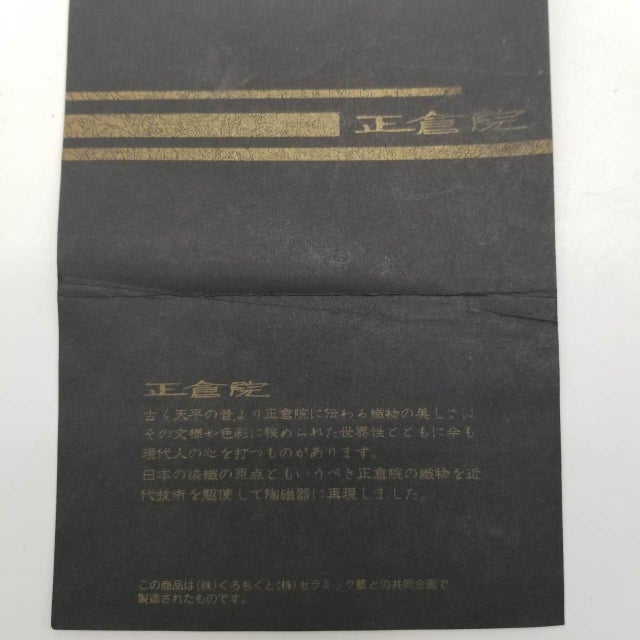 正倉院
正倉院
古く天平の昔より正倉院に伝わる織物の美しさは
その文様や色彩に秘められた世界性とともに今も
現代人の心を打つものがあります。
日本の染織の原点ともいうべき正倉院の織物を近
代技術を駆使して陶磁器に再現しました。
この商品は(株)くろちくと(株)セラミック藍との共同企画で
製造されたものです。